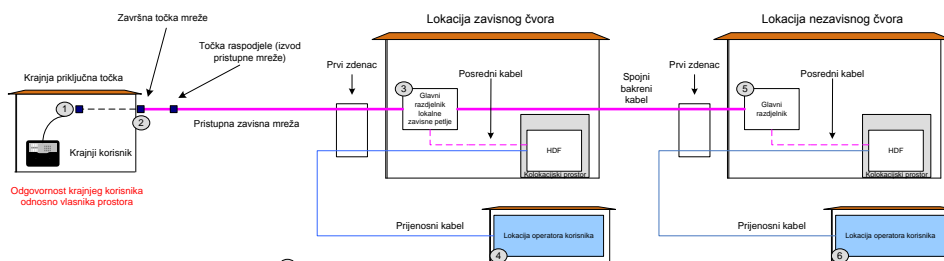 Lokacija zavisnog čvora
Lokacija nezavisnog čvora
Završna točka mreže
Točka raspodjele (izvod
pristupne mreže)
Krajnja priključna točka
Prvi zdenac
Posredni kabel
Spojni
bakreni
kabel
Prvi zdenac
Posredni kabel
1
2
3
Glavni
razdjelnik
lokalne
zavisne petlje
5
Glavni
razdjelnik
Pristupna zavisna mreža
Krajnji korisnik
HDF
Kolokacijski prostor
HDF
Kolokacijski prostor
Odgovornost krajnjeg korisnika
odnosno vlasnika prostora
Prijenosni kabel
Lokacija operatora korisnika
4
Prijenosni kabel
Lokacija operatora korisnika
6